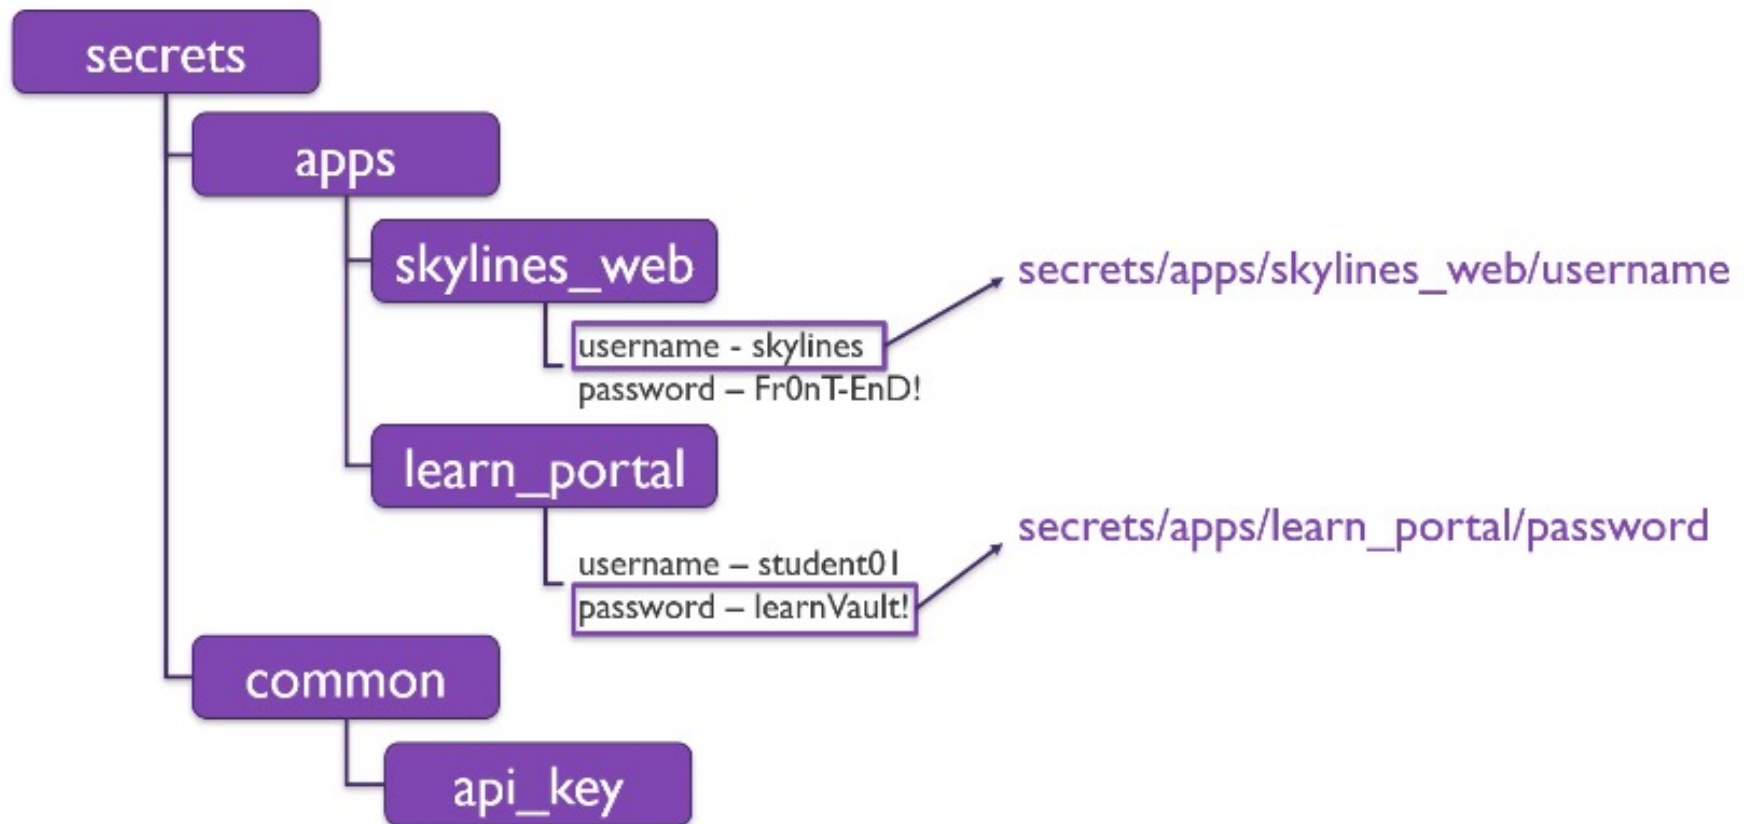 secrets
apps
skylines_web
secrets/apps/skylines_web/username
username - skylines
password – Fr0nT-EnD!
learn_portal
secrets/apps/learn_portal/password
username – student01
password – learnVault!
common
api_key